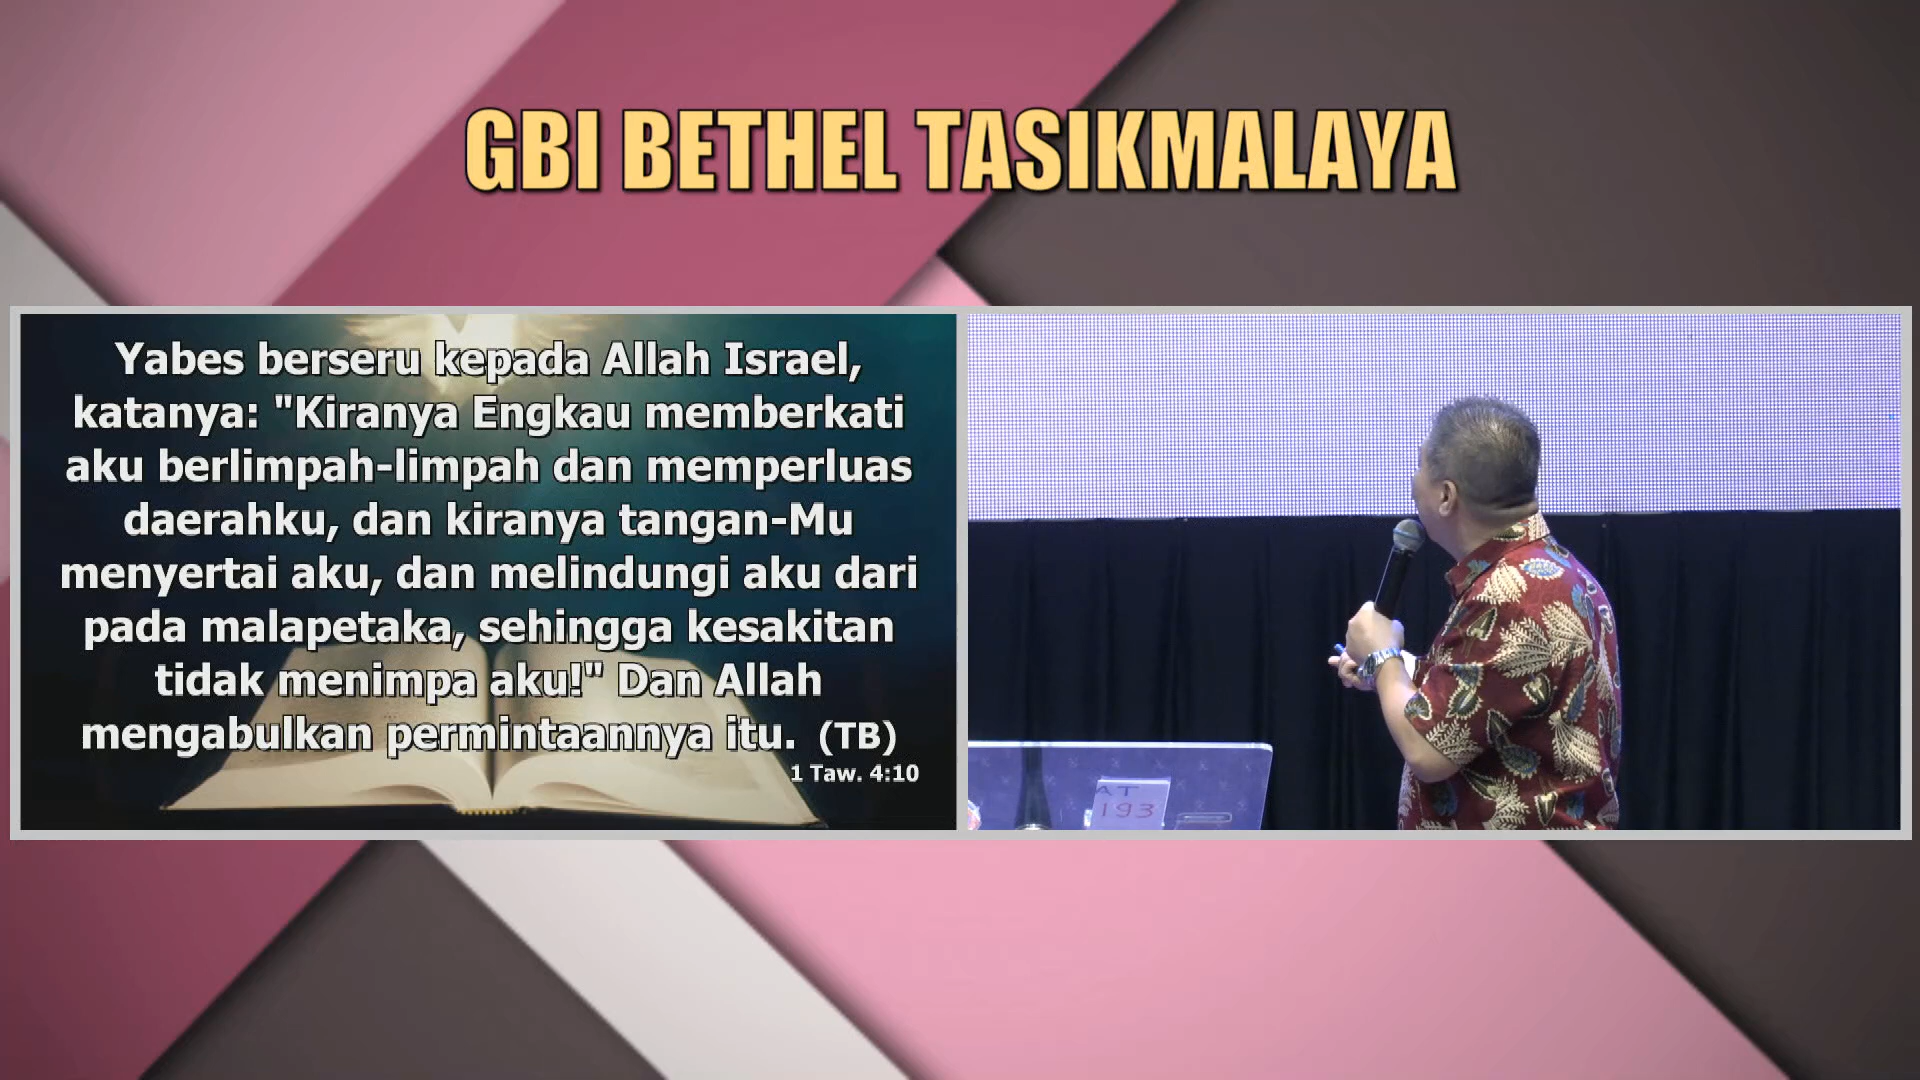 GBI BETHEL TASIKMALAYA
Yabes berseru kepada Allah Israel,
katanya: "Kiranya Engkau memberkati
aku berlimpah-limpah dan memperluas
daerahku, dan kiranya tangan-Mu
menyertai aku, dan melindungi aku dari
pada malapetaka, sehingga kesakitan
tidak menimpa aku!" Dan Allah
mengabulkan permintaannya itu. (TB)
1 Taw. 4:10
AT
193